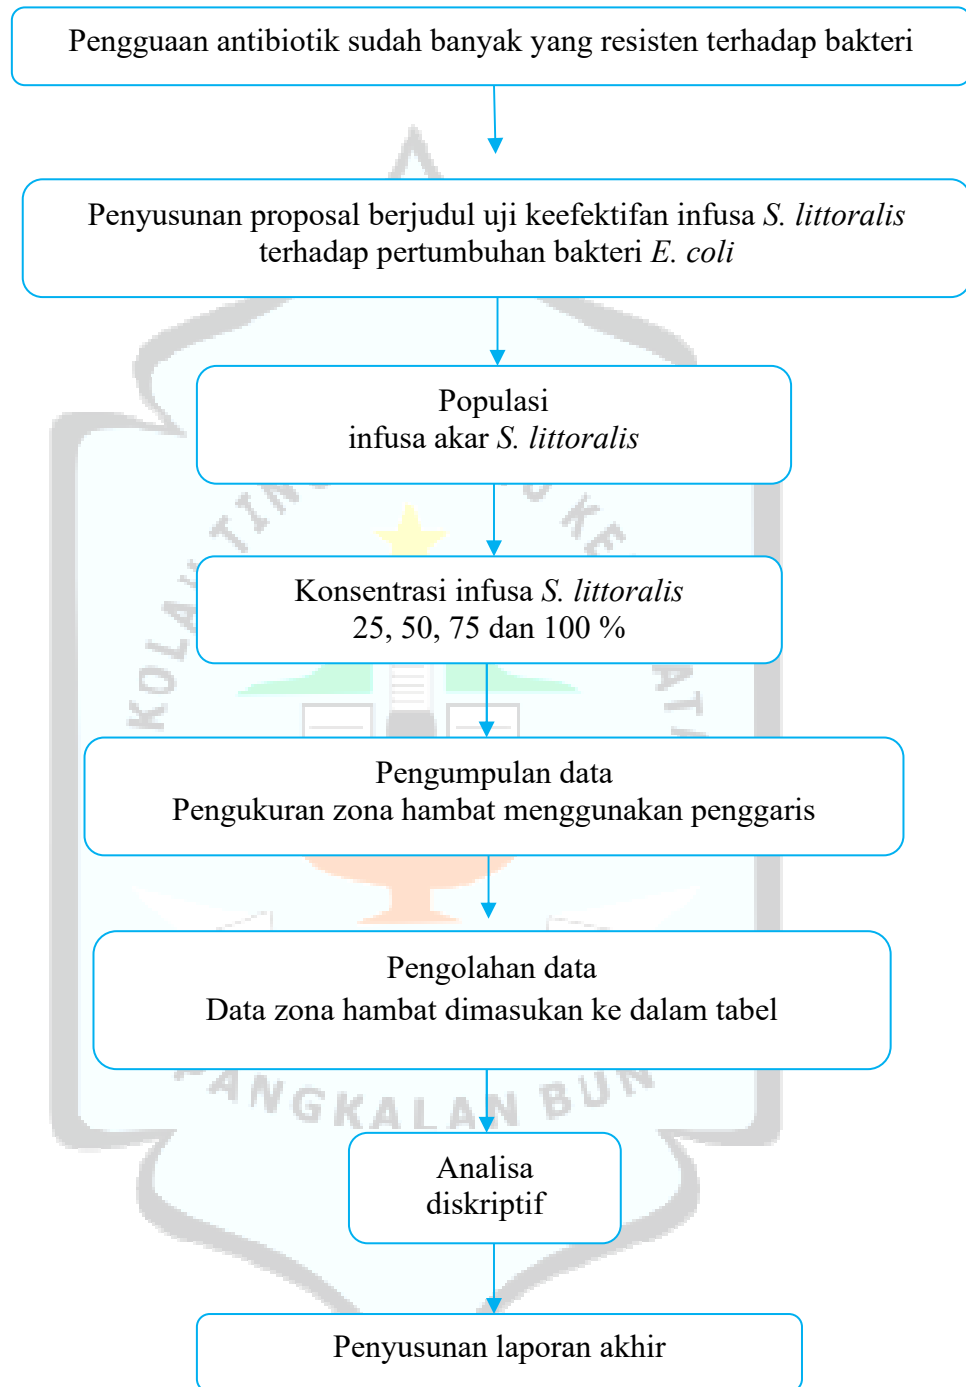 Pengguaan antibiotik sudah banyak yang resisten terhadap bakteri
Penyusunan proposal berjudul uji keefektifan infusa S. littoralis
terhadap pertumbuhan bakteri E. coli
Populasi
infusa akar S. littoralis
Konsentrasi infusa S. littoralis
25, 50, 75 dan 100 %
Pengumpulan data
Pengukuran zona hambat menggunakan penggaris
Pengolahan data
Data zona hambat dimasukan ke dalam tabel
PANGKALAN BUN
Analisa
diskriptif
Penyusunan laporan akhir